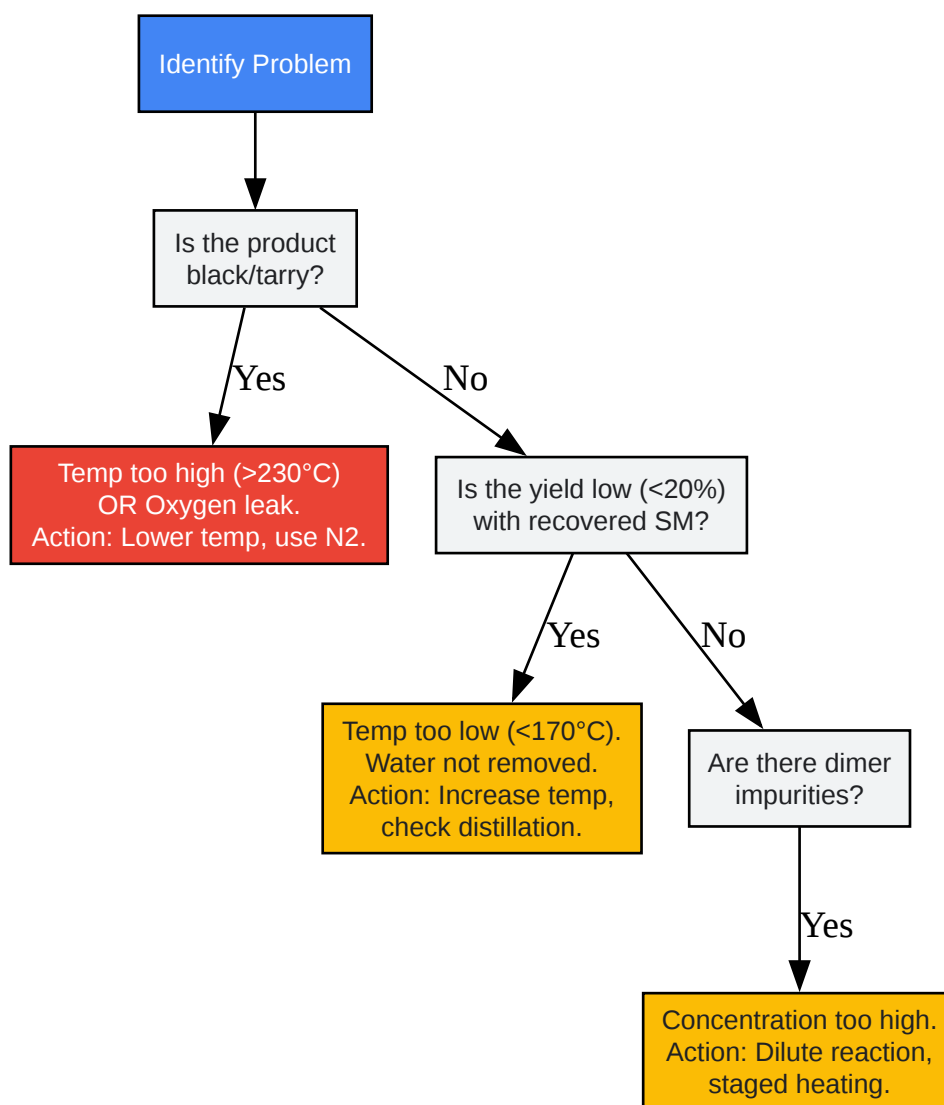 Identify Problem
Is the product
black/tarry?
Yes
No
Temp too high (>230°C)
OR Oxygen leak.
Action: Lower temp, use N2.
Is the yield low (<20%)
with recovered SM?
Yes
No
Temp too low (<170°C).
Water not removed.
Action: Increase temp,
check distillation.
Are there dimer
impurities?
Yes
Concentration too high.
Action: Dilute reaction,
staged heating.